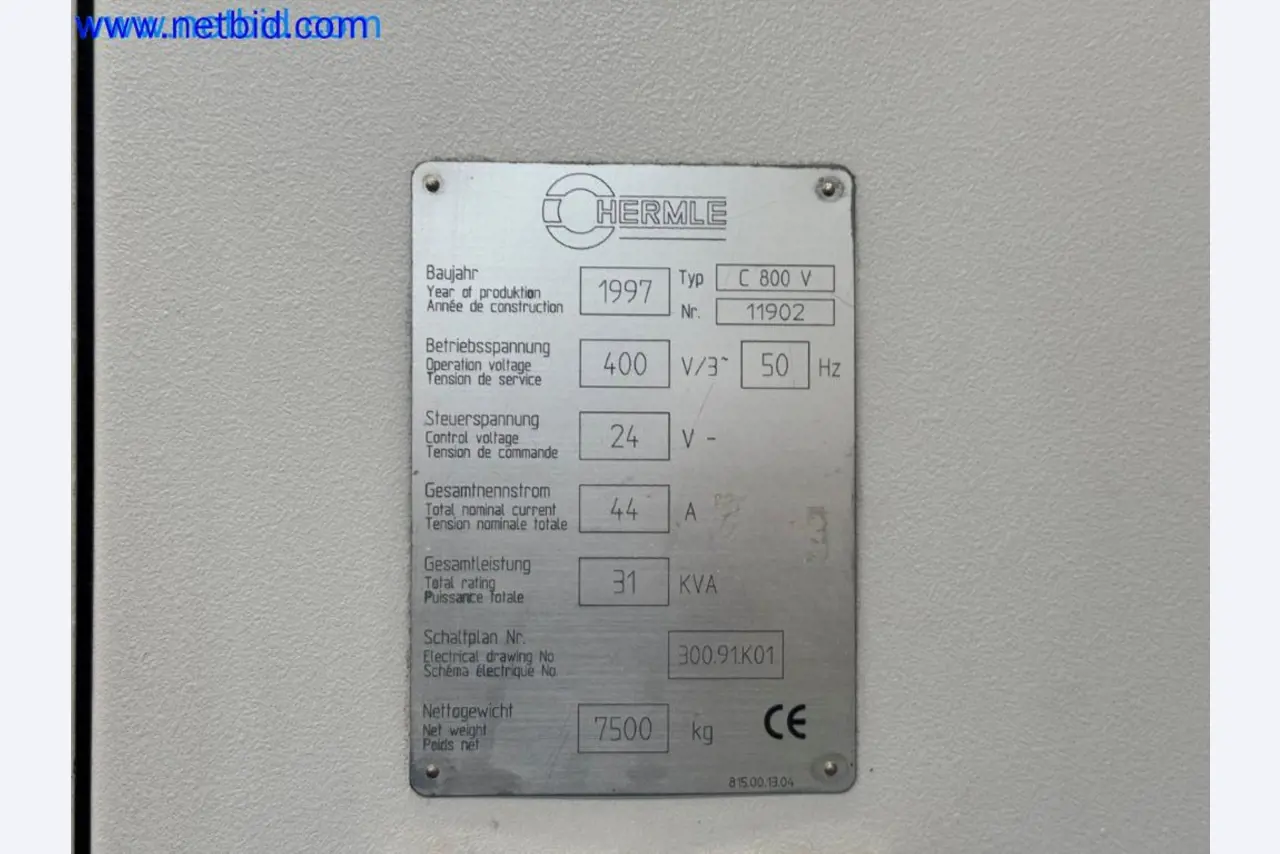 www.netbid.com
HERMLE
Baujahr
Year of produktion
Année de construction
1997
Typ
C 800 V
Nr.
11902
Betriebsspannung
Operation voltage
Tension de service
400
V/3~
50
Hz
Steuerspannung
Control voltage
Tension de commande
24
V -
Gesamtnennstrom
Total nominal current
Tension nominale totale
44
A
Gesamtleistung
Total rating
Puissance totale
31
KVA
Schaltplan Nr.
Electrical drawing No
Schéma électrique No
300.91.K01
Nettogewicht
Net weight
Poids net
7500
kg
CE
815.00.13.04